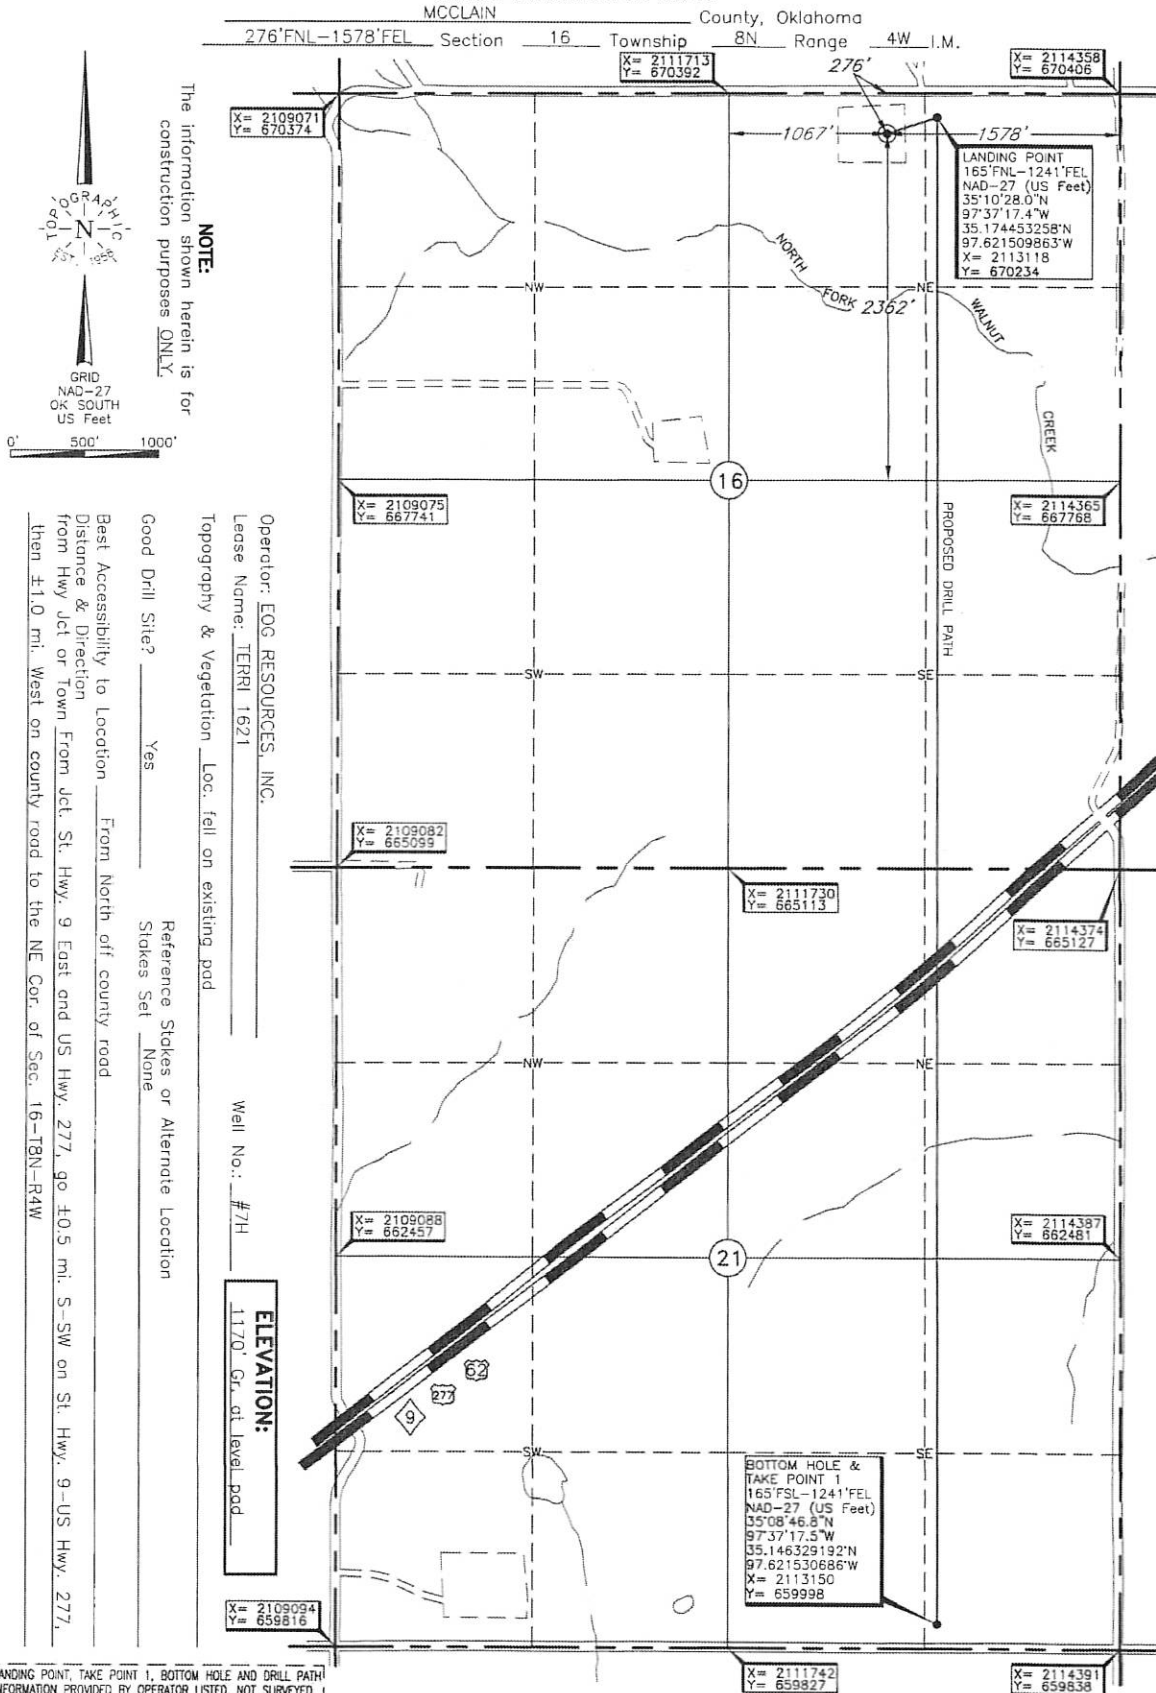 MCCLAIN County, Oklahoma
276'FNL-1578'FEL Section 16 Township 8N Range 4W I.M.
X= 2109071
Y= 670374
X= 2111713
Y= 670392
276'
X= 2114358
Y= 670406
1067'
1578'
LANDING POINT
165'FNL-1241'FEL
NAD-27 (US Feet)
35°10'28.0"N
97°37'17.4"W
35.174453258°N
97.621509863°W
X= 2113118
Y= 670234
TOPOGRAPHIC
N
EST. 1958
GRID
NAD-27
OK SOUTH
US Feet
0' 500' 1000'
NOTE:
The information shown herein is for
construction purposes ONLY.
NW
NE
NORTH
FORK
2362'
WALNUT
CREEK
16
X= 2109075
Y= 667741
X= 2114365
Y= 667768
PROPOSED DRILL PATH
SW
SE
X= 2109082
Y= 665099
X= 2111730
Y= 665113
X= 2114374
Y= 665127
NW
NE
X= 2109088
Y= 662457
21
X= 2114387
Y= 662481
62
277
9
SW
SE
BOTTOM HOLE &
TAKE POINT 1
165'FSL-1241'FEL
NAD-27 (US Feet)
35°08'46.8"N
97°37'17.5"W
35.146329192°N
97.621530686°W
X= 2113150
Y= 659998
X= 2109094
Y= 659816
X= 2111742
Y= 659827
X= 2114391
Y= 659838
Operator: EOG RESOURCES, INC.
Lease Name: TERRI 1621 Well No.: #7H
ELEVATION:
1170' Gr. at level pad
Topography & Vegetation Loc. fell on existing pad
Good Drill Site? Yes
Reference Stakes or Alternate Location
Stakes Set None
Best Accessibility to Location From North off county road
Distance & Direction
from Hwy Jct or Town From Jct. St. Hwy. 9 East and US Hwy. 277, go ±0.5 mi. S-SW on St. Hwy. 9-US Hwy. 277,
then ±1.0 mi. West on county road to the NE Cor. of Sec. 16-T8N-R4W
ANDING POINT, TAKE POINT 1, BOTTOM HOLE AND DRILL PATH
NFORMATION PROVIDED BY OPERATOR LISTED, NOT SURVEYED.